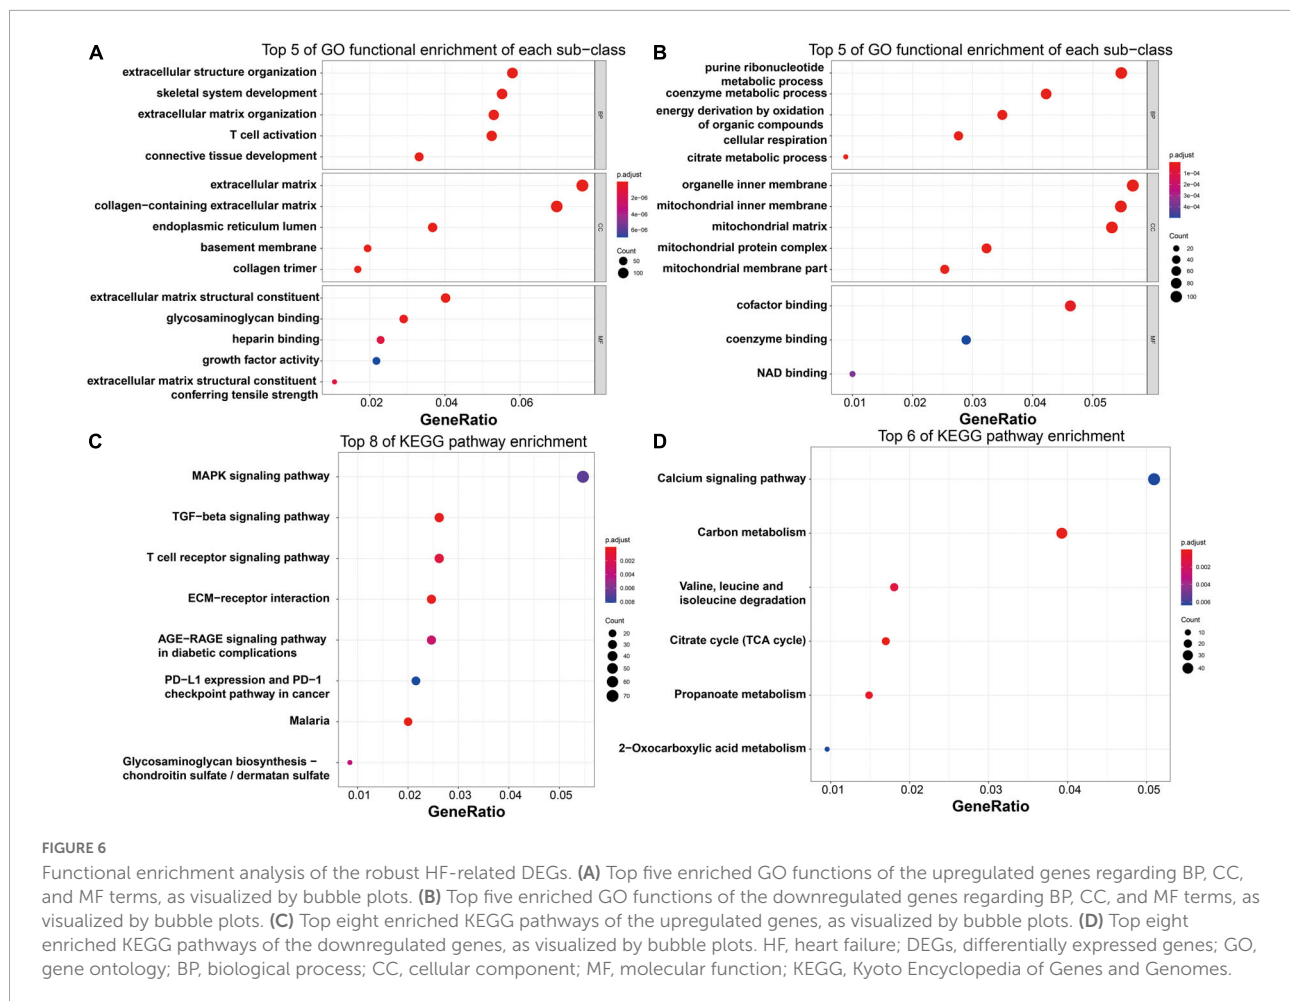 A
Top 5 of GO functional enrichment of each sub−class
extracellular structure organization
skeletal system development
extracellular matrix organization
T cell activation
connective tissue development
BP
extracellular matrix
collagen−containing extracellular matrix
endoplasmic reticulum lumen
basement membrane
collagen trimer
CC
extracellular matrix structural constituent
glycosaminoglycan binding
heparin binding
growth factor activity
extracellular matrix structural constituent
conferring tensile strength
MF
0.02 0.04 0.06
GeneRatio
p.adjust
2e−06
4e−06
6e−06
Count
50
100
B
Top 5 of GO functional enrichment of each sub−class
purine ribonucleotide
metabolic process
coenzyme metabolic process
energy derivation by oxidation
of organic compounds
cellular respiration
citrate metabolic process
BP
organelle inner membrane
mitochondrial inner membrane
mitochondrial matrix
mitochondrial protein complex
mitochondrial membrane part
CC
cofactor binding
coenzyme binding
NAD binding
MF
0.01 0.02 0.03 0.04 0.05
GeneRatio
p.adjust
1e−04
2e−04
3e−04
4e−04
Count
20
40
60
80
100
C
Top 8 of KEGG pathway enrichment
MAPK signaling pathway
TGF−beta signaling pathway
T cell receptor signaling pathway
ECM−receptor interaction
AGE−RAGE signaling pathway
in diabetic complications
PD−L1 expression and PD−1
checkpoint pathway in cancer
Malaria
Glycosaminoglycan biosynthesis −
chondroitin sulfate / dermatan sulfate
0.01 0.02 0.03 0.04 0.05
GeneRatio
p.adjust
0.002
0.004
0.006
0.008
Count
20
30
40
50
60
70
D
Top 6 of KEGG pathway enrichment
Calcium signaling pathway
Carbon metabolism
Valine, leucine and
isoleucine degradation
Citrate cycle (TCA cycle)
Propanoate metabolism
2−Oxocarboxylic acid metabolism
0.01 0.02 0.03 0.04 0.05
GeneRatio
p.adjust
0.002
0.004
0.006
Count
10
20
30
40
FIGURE 6
Functional enrichment analysis of the robust HF-related DEGs. (A) Top five enriched GO functions of the upregulated genes regarding BP, CC,
and MF terms, as visualized by bubble plots. (B) Top five enriched GO functions of the downregulated genes regarding BP, CC, and MF terms, as
visualized by bubble plots. (C) Top eight enriched KEGG pathways of the upregulated genes, as visualized by bubble plots. (D) Top eight
enriched KEGG pathways of the downregulated genes, as visualized by bubble plots. HF, heart failure; DEGs, differentially expressed genes; GO,
gene ontology; BP, biological process; CC, cellular component; MF, molecular function; KEGG, Kyoto Encyclopedia of Genes and Genomes.